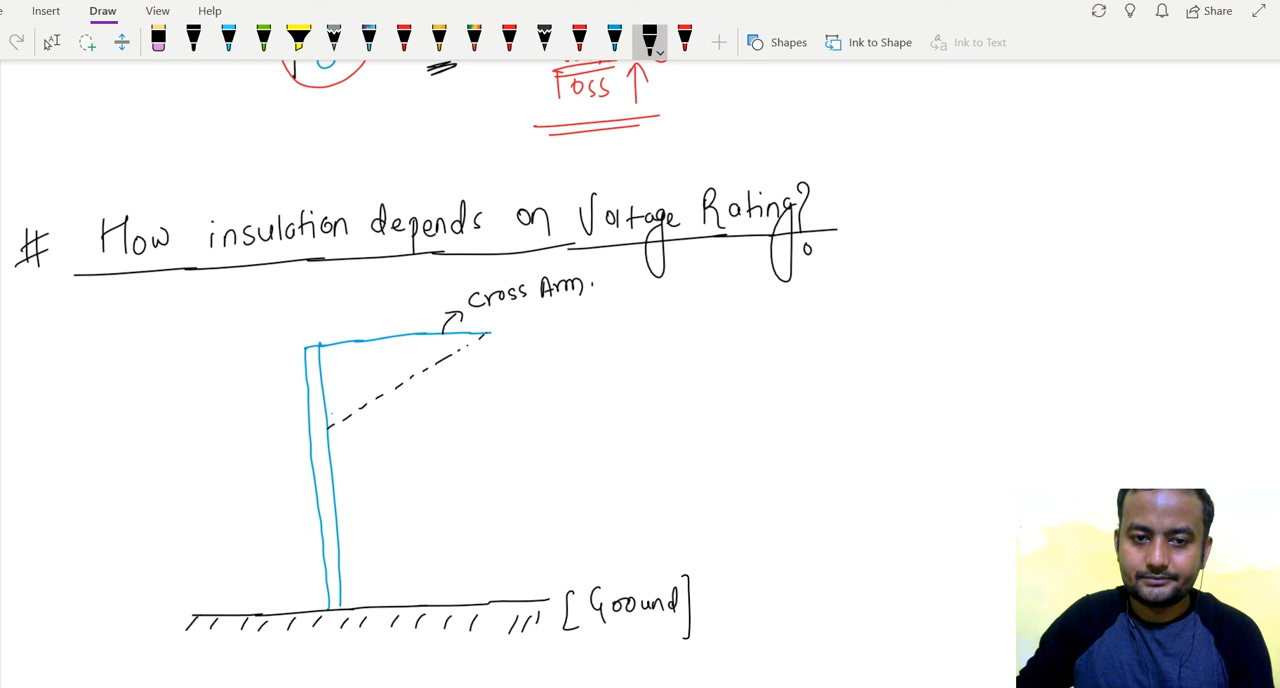 Insert Draw View Help Share
Shapes Ink to Shape Ink to Text
Loss ↑
# How insulation depends on Voltage Rating?
Cross Arm.
[Ground]